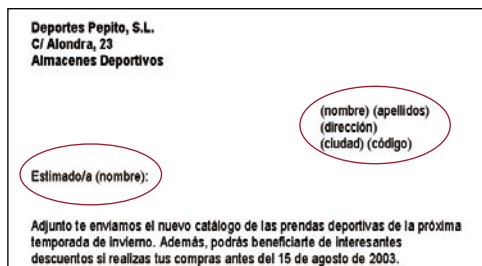 Deportes Pepito, S.L.
C/ Alondra, 23
Almacenes Deportivos
(nombre) (apellidos)
(dirección)
(ciudad) (código)
Estimado/a (nombre):
Adjunto te enviamos el nuevo catálogo de las prendas deportivas de la próxima
temporada de invierno. Además, podrás beneficiarte de interesantes
descuentos si realizas tus compras antes del 15 de agosto de 2003.